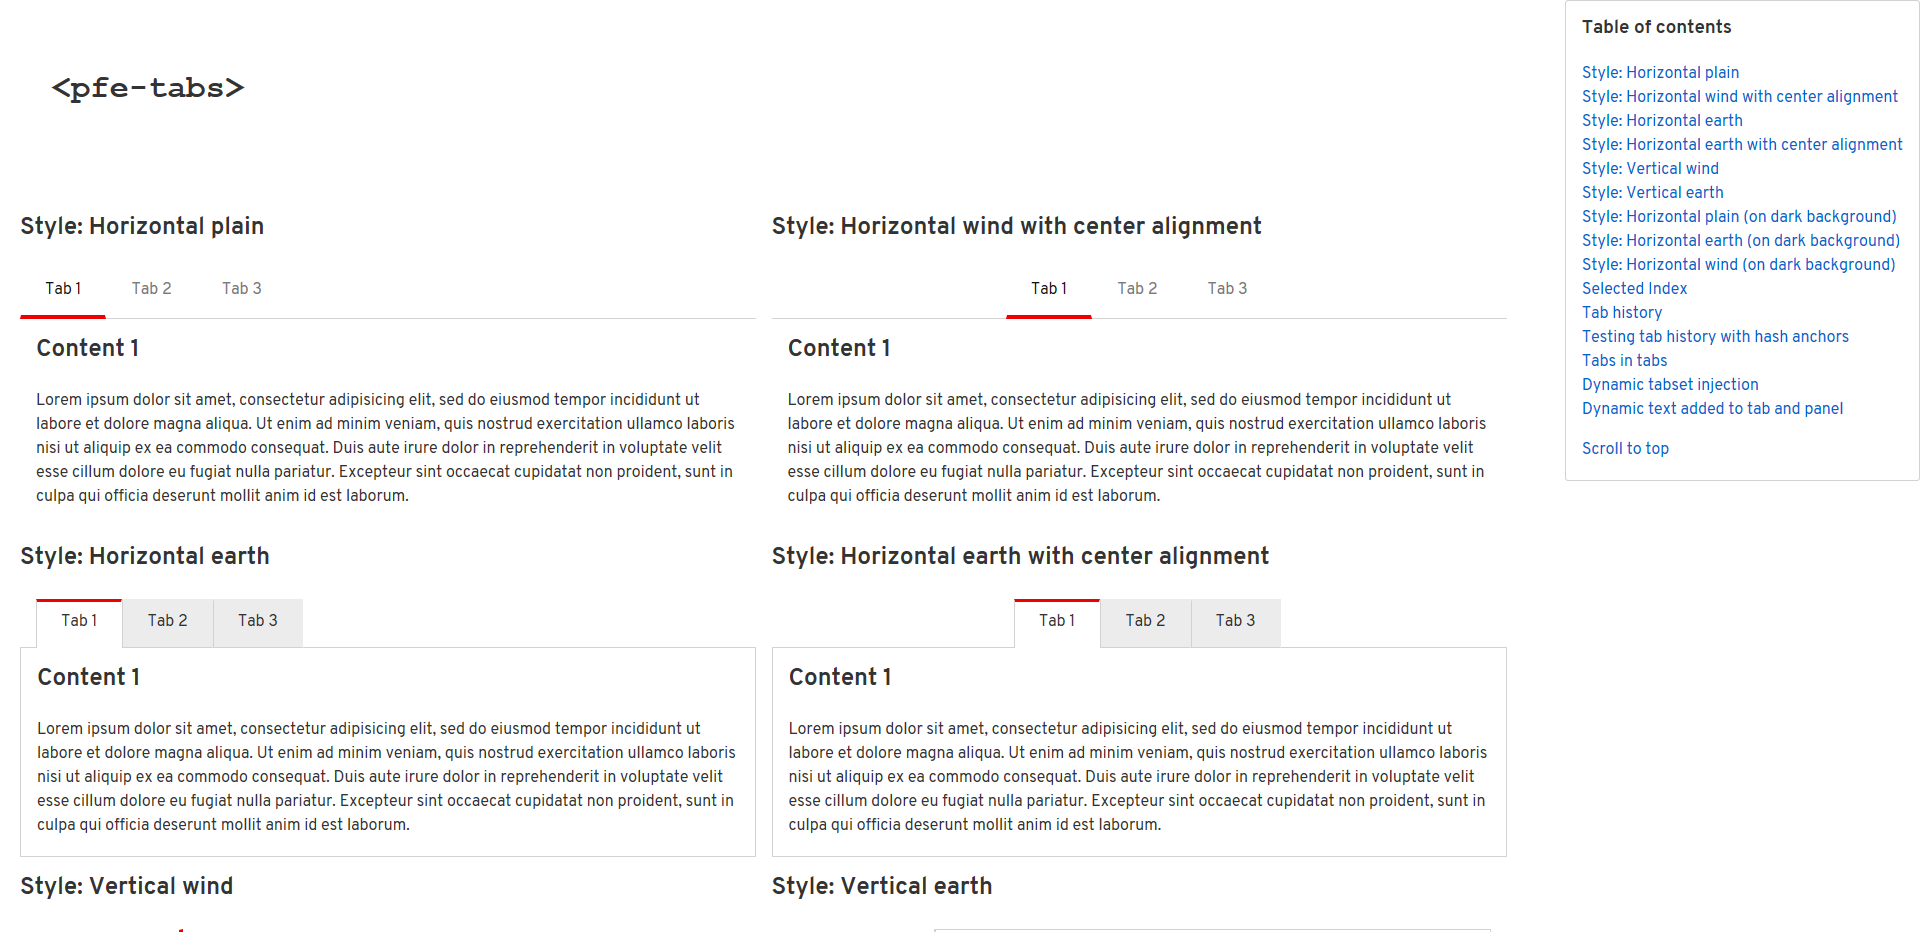 <pfe-tabs>
Style: Horizontal plain
Tab 1
Tab 2
Tab 3
Content 1
Lorem ipsum dolor sit amet, consectetur adipisicing elit, sed do eiusmod tempor incididunt ut
labore et dolore magna aliqua. Ut enim ad minim veniam, quis nostrud exercitation ullamco laboris
nisi ut aliquip ex ea commodo consequat. Duis aute irure dolor in reprehenderit in voluptate velit
esse cillum dolore eu fugiat nulla pariatur. Excepteur sint occaecat cupidatat non proident, sunt in
culpa qui officia deserunt mollit anim id est laborum.
Style: Horizontal wind with center alignment
Tab 1
Tab 2
Tab 3
Content 1
Lorem ipsum dolor sit amet, consectetur adipisicing elit, sed do eiusmod tempor incididunt ut
labore et dolore magna aliqua. Ut enim ad minim veniam, quis nostrud exercitation ullamco laboris
nisi ut aliquip ex ea commodo consequat. Duis aute irure dolor in reprehenderit in voluptate velit
esse cillum dolore eu fugiat nulla pariatur. Excepteur sint occaecat cupidatat non proident, sunt in
culpa qui officia deserunt mollit anim id est laborum.
Style: Horizontal earth
Tab 1
Tab 2
Tab 3
Content 1
Lorem ipsum dolor sit amet, consectetur adipisicing elit, sed do eiusmod tempor incididunt ut
labore et dolore magna aliqua. Ut enim ad minim veniam, quis nostrud exercitation ullamco laboris
nisi ut aliquip ex ea commodo consequat. Duis aute irure dolor in reprehenderit in voluptate velit
esse cillum dolore eu fugiat nulla pariatur. Excepteur sint occaecat cupidatat non proident, sunt in
culpa qui officia deserunt mollit anim id est laborum.
Style: Horizontal earth with center alignment
Tab 1
Tab 2
Tab 3
Content 1
Lorem ipsum dolor sit amet, consectetur adipisicing elit, sed do eiusmod tempor incididunt ut
labore et dolore magna aliqua. Ut enim ad minim veniam, quis nostrud exercitation ullamco laboris
nisi ut aliquip ex ea commodo consequat. Duis aute irure dolor in reprehenderit in voluptate velit
esse cillum dolore eu fugiat nulla pariatur. Excepteur sint occaecat cupidatat non proident, sunt in
culpa qui officia deserunt mollit anim id est laborum.
Style: Vertical wind
Style: Vertical earth
Table of contents
Style: Horizontal plain
Style: Horizontal wind with center alignment
Style: Horizontal earth
Style: Horizontal earth with center alignment
Style: Vertical wind
Style: Vertical earth
Style: Horizontal plain (on dark background)
Style: Horizontal earth (on dark background)
Style: Horizontal wind (on dark background)
Selected Index
Tab history
Testing tab history with hash anchors
Tabs in tabs
Dynamic tabset injection
Dynamic text added to tab and panel
Scroll to top